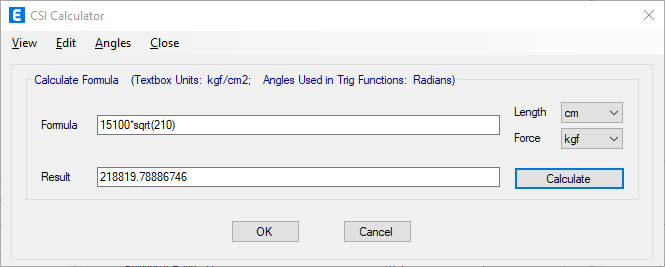 E CSI Calculator
View Edit Angles Close
Calculate Formula (Textbox Units: kgf/cm2; Angles Used in Trig Functions: Radians)
Length cm
Formula 15100*sqrt(210)
Force kgf
Result 218819.78886746 Calculate
OK Cancel